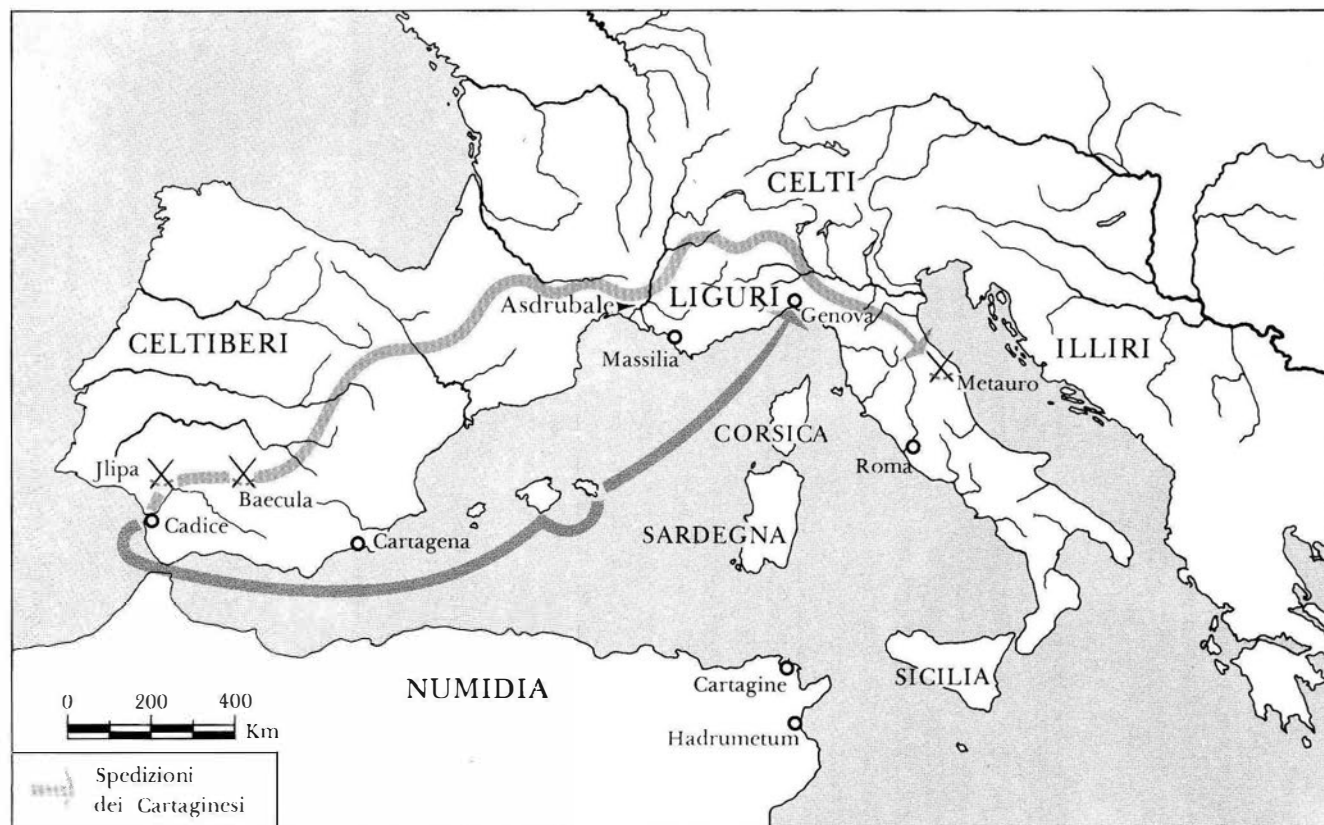 CELTI
Asdrubale
LIGURI
Genova
CELTIBERI
Massilia
ILLIRI
Metauro
CORSICA
Roma
Jlipa
Baecula
Cadice
Cartagena
SARDEGNA
NUMIDIA
Cartagine
SICILIA
Hadrumetum
0 200 400
Km
Spedizioni
dei Cartaginesi